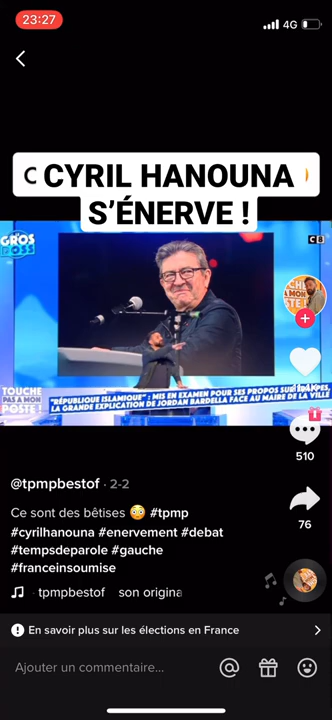 23:27
4G
CYRIL HANOUNA
S'ÉNERVE !
C8
GROS
TOUCHE
PAS A MON
POSTE !
"RÉPUBLIQUE ISLAMIQUE" : MIS EN EXAMEN POUR SES PROPOS SUR
LA GRANDE EXPLICATION DE JORDAN BARDELLA FACE AU MAIRE DE LA VILLE
510
@tpmpbestof · 2-2
76
Ce sont des bêtises 😳 #tpmp
#cyrilhanouna #enervement #debat
#tempsdeparole #gauche
#franceinsoumise
tpmpbestof son origina
En savoir plus sur les élections en France
Ajouter un commentaire...